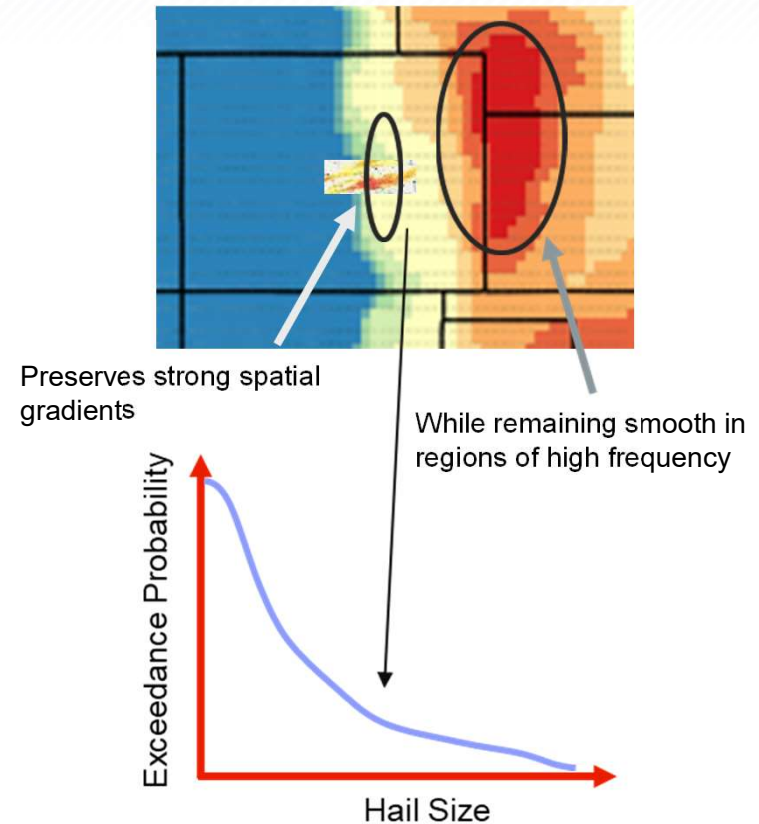 Preserves strong spatial
gradients
While remaining smooth in
regions of high frequency
Exceedance Probability
Hail Size